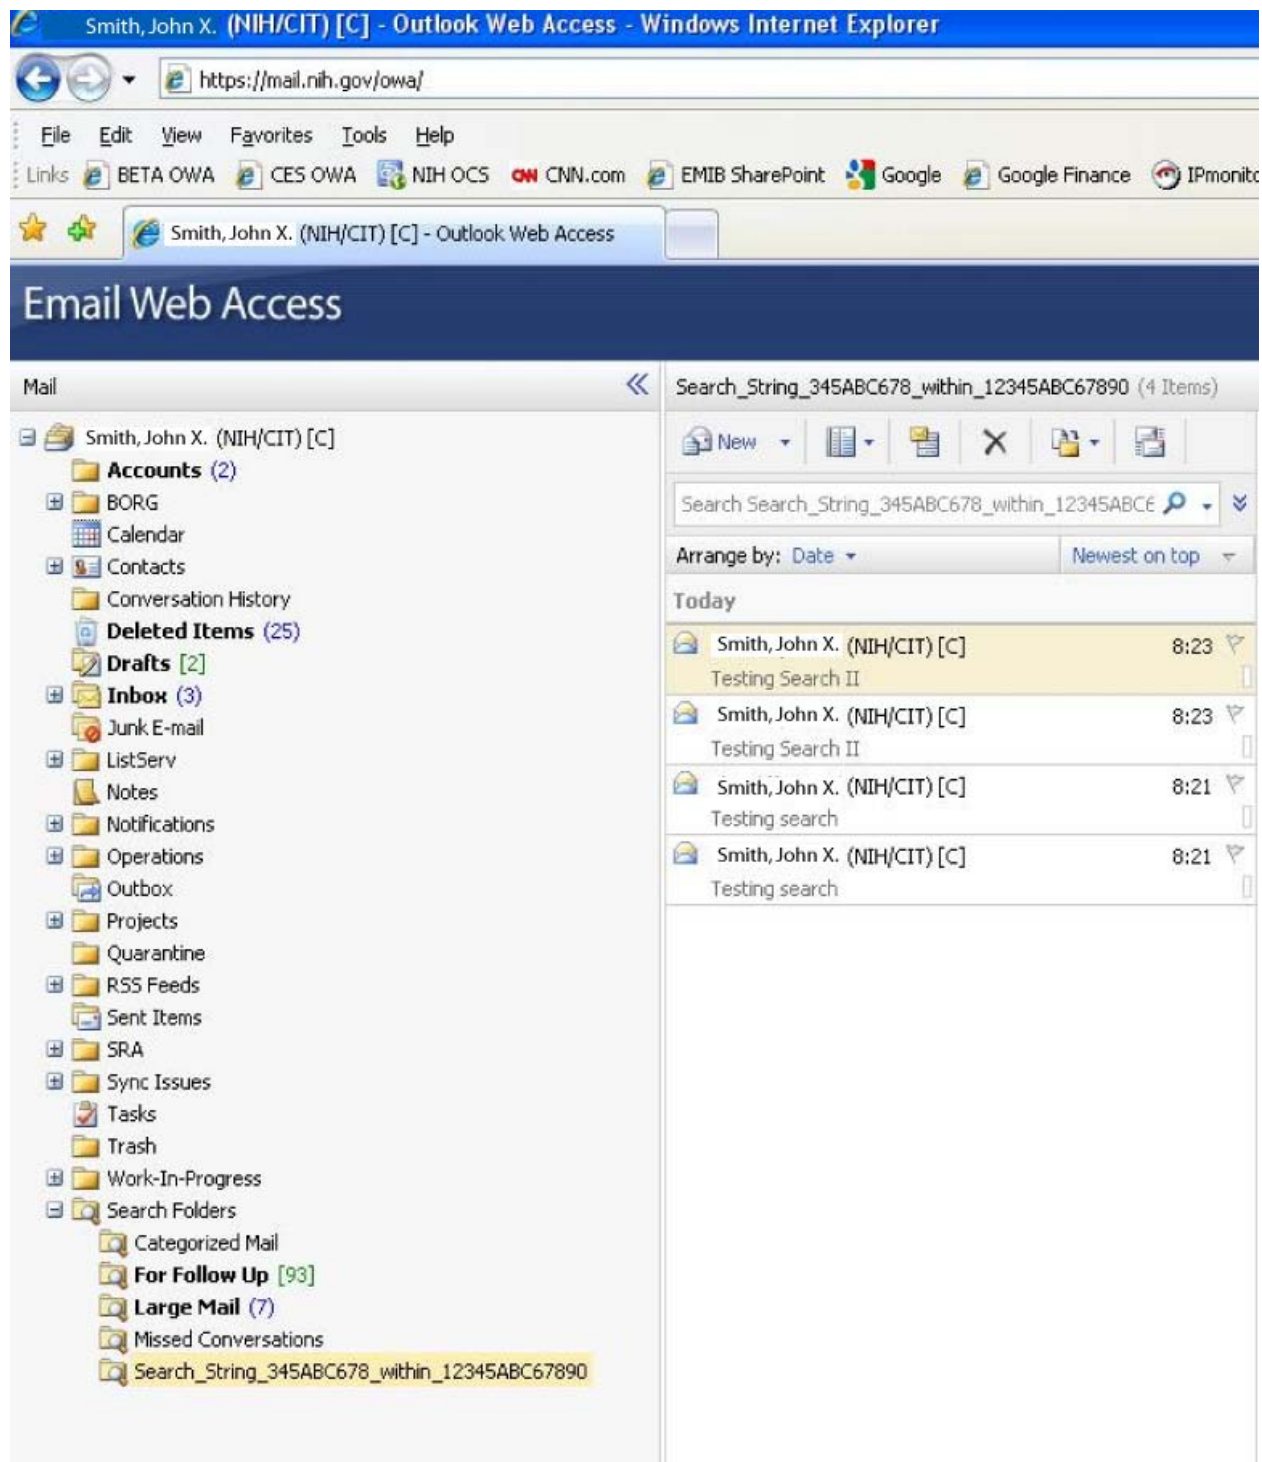 Smith, John X. (NIH/CIT) [C] - Outlook Web Access - Windows Internet Explorer
https://mail.nih.gov/owa/
File Edit View Favorites Tools Help
Links BETA OWA CES OWA NIH OCS CNN CNN.com EMIB SharePoint Google Google Finance IPmonito
Smith, John X. (NIH/CIT) [C] - Outlook Web Access
Email Web Access
Mail
Smith, John X. (NIH/CIT) [C]
Accounts (2)
BORG
Calendar
Contacts
Conversation History
Deleted Items (25)
Drafts [2]
Inbox (3)
Junk E-mail
ListServ
Notes
Notifications
Operations
Outbox
Projects
Quarantine
RSS Feeds
Sent Items
SRA
Sync Issues
Tasks
Trash
Work-In-Progress
Search Folders
Categorized Mail
For Follow Up [93]
Large Mail (7)
Missed Conversations
Search_String_345ABC678_within_12345ABC67890
Search_String_345ABC678_within_12345ABC67890 (4 Items)
New
Search Search_String_345ABC678_within_12345ABC6
Arrange by: Date Newest on top
Today
Smith, John X. (NIH/CIT) [C] 8:23
Testing Search II
Smith, John X. (NIH/CIT) [C] 8:23
Testing Search II
Smith, John X. (NIH/CIT) [C] 8:21
Testing search
Smith, John X. (NIH/CIT) [C] 8:21
Testing search